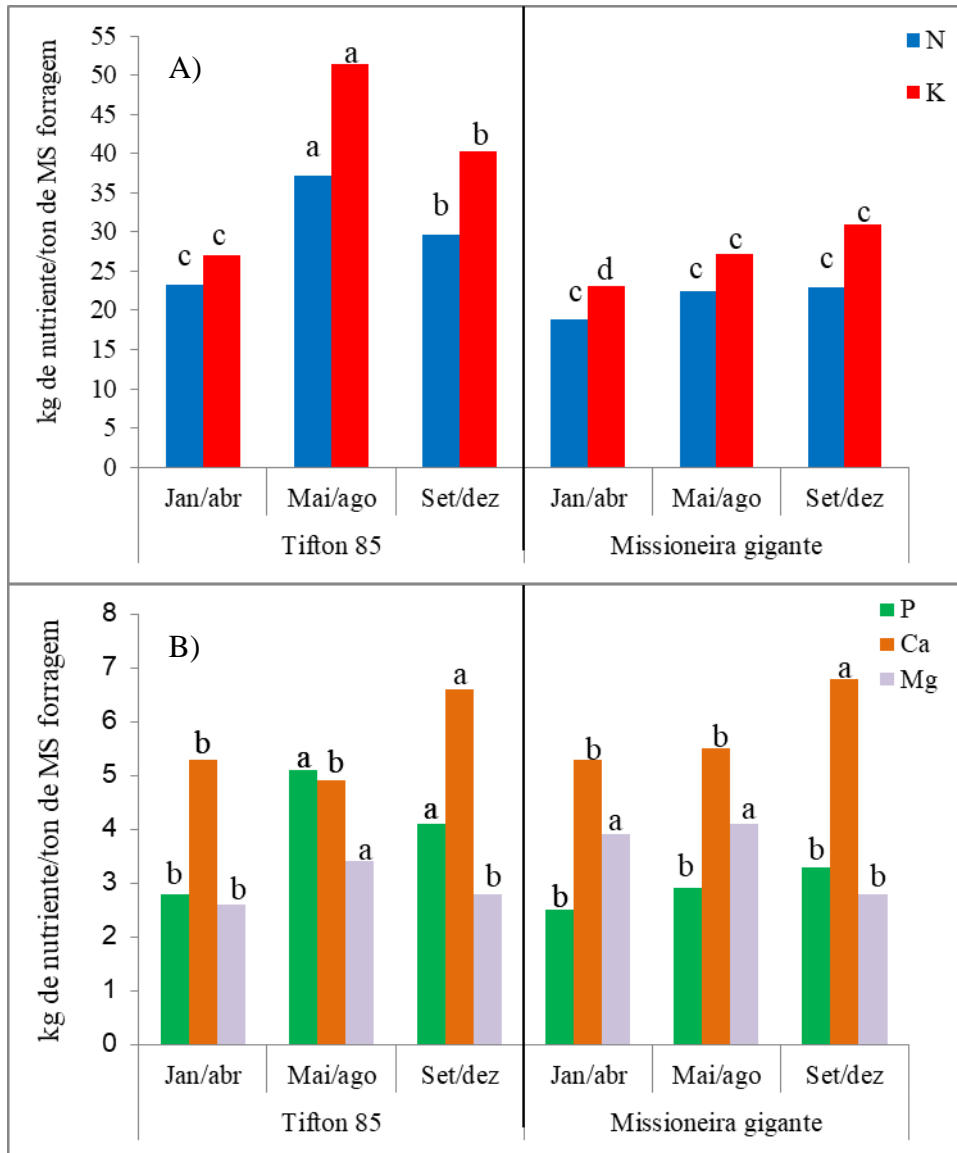 kg de nutriente/ton de MS forragem
55
50
45
40
35
30
25
20
15
10
5
0
A)
N
K
c c
a a
b b
c d
c c
c c
Jan/abr Mai/ago Set/dez Jan/abr Mai/ago Set/dez
Tifton 85 Missioneira gigante
kg de nutriente/ton de MS forragem
8
7
6
5
4
3
2
1
0
B)
P
Ca
Mg
b b b
a b a
a a b
b b a
b b a
b a b
Jan/abr Mai/ago Set/dez Jan/abr Mai/ago Set/dez
Tifton 85 Missioneira gigante